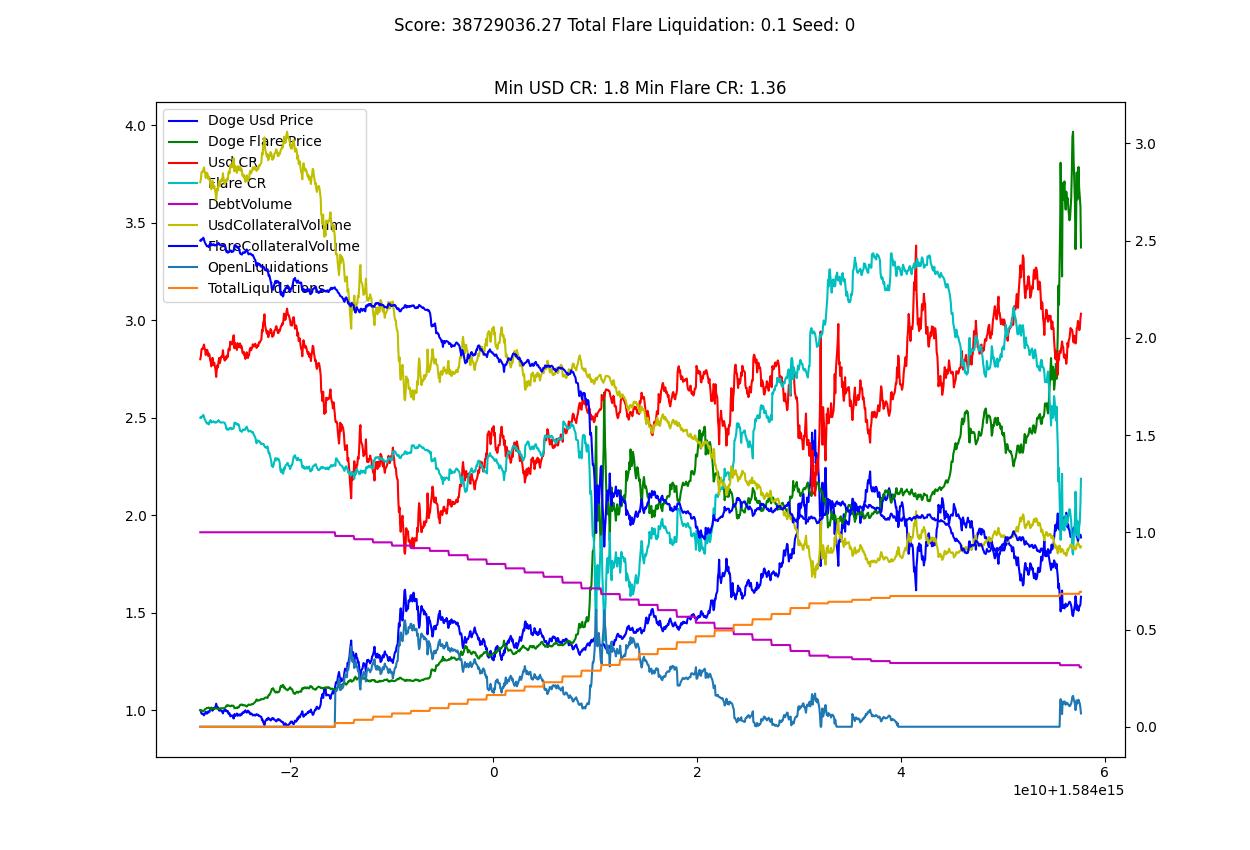 Score: 38729036.27 Total Flare Liquidation: 0.1 Seed: 0
Min USD CR: 1.8 Min Flare CR: 1.36
Doge Usd Price
Doge Flare Price
Usd CR
Flare CR
DebtVolume
UsdCollateralVolume
FlareCollateralVolume
OpenLiquidations
TotalLiquidations
4.0
3.5
3.0
2.5
2.0
1.5
1.0
3.0
2.5
2.0
1.5
1.0
0.5
0.0
−2
0
2
4
6
1e10+1.584e15